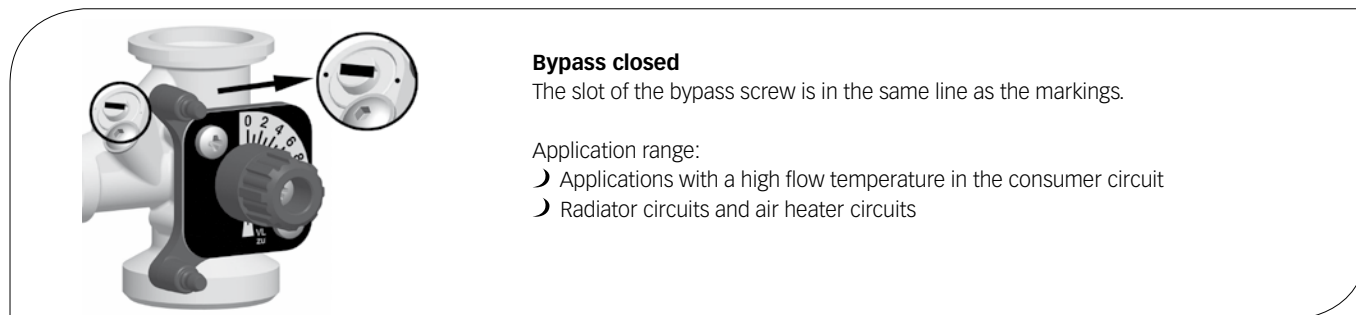 Bypass closed
The slot of the bypass screw is in the same line as the markings.
Application range:
Applications with a high flow temperature in the consumer circuit
Radiator circuits and air heater circuits
0 2 4 6 8
VL
zu